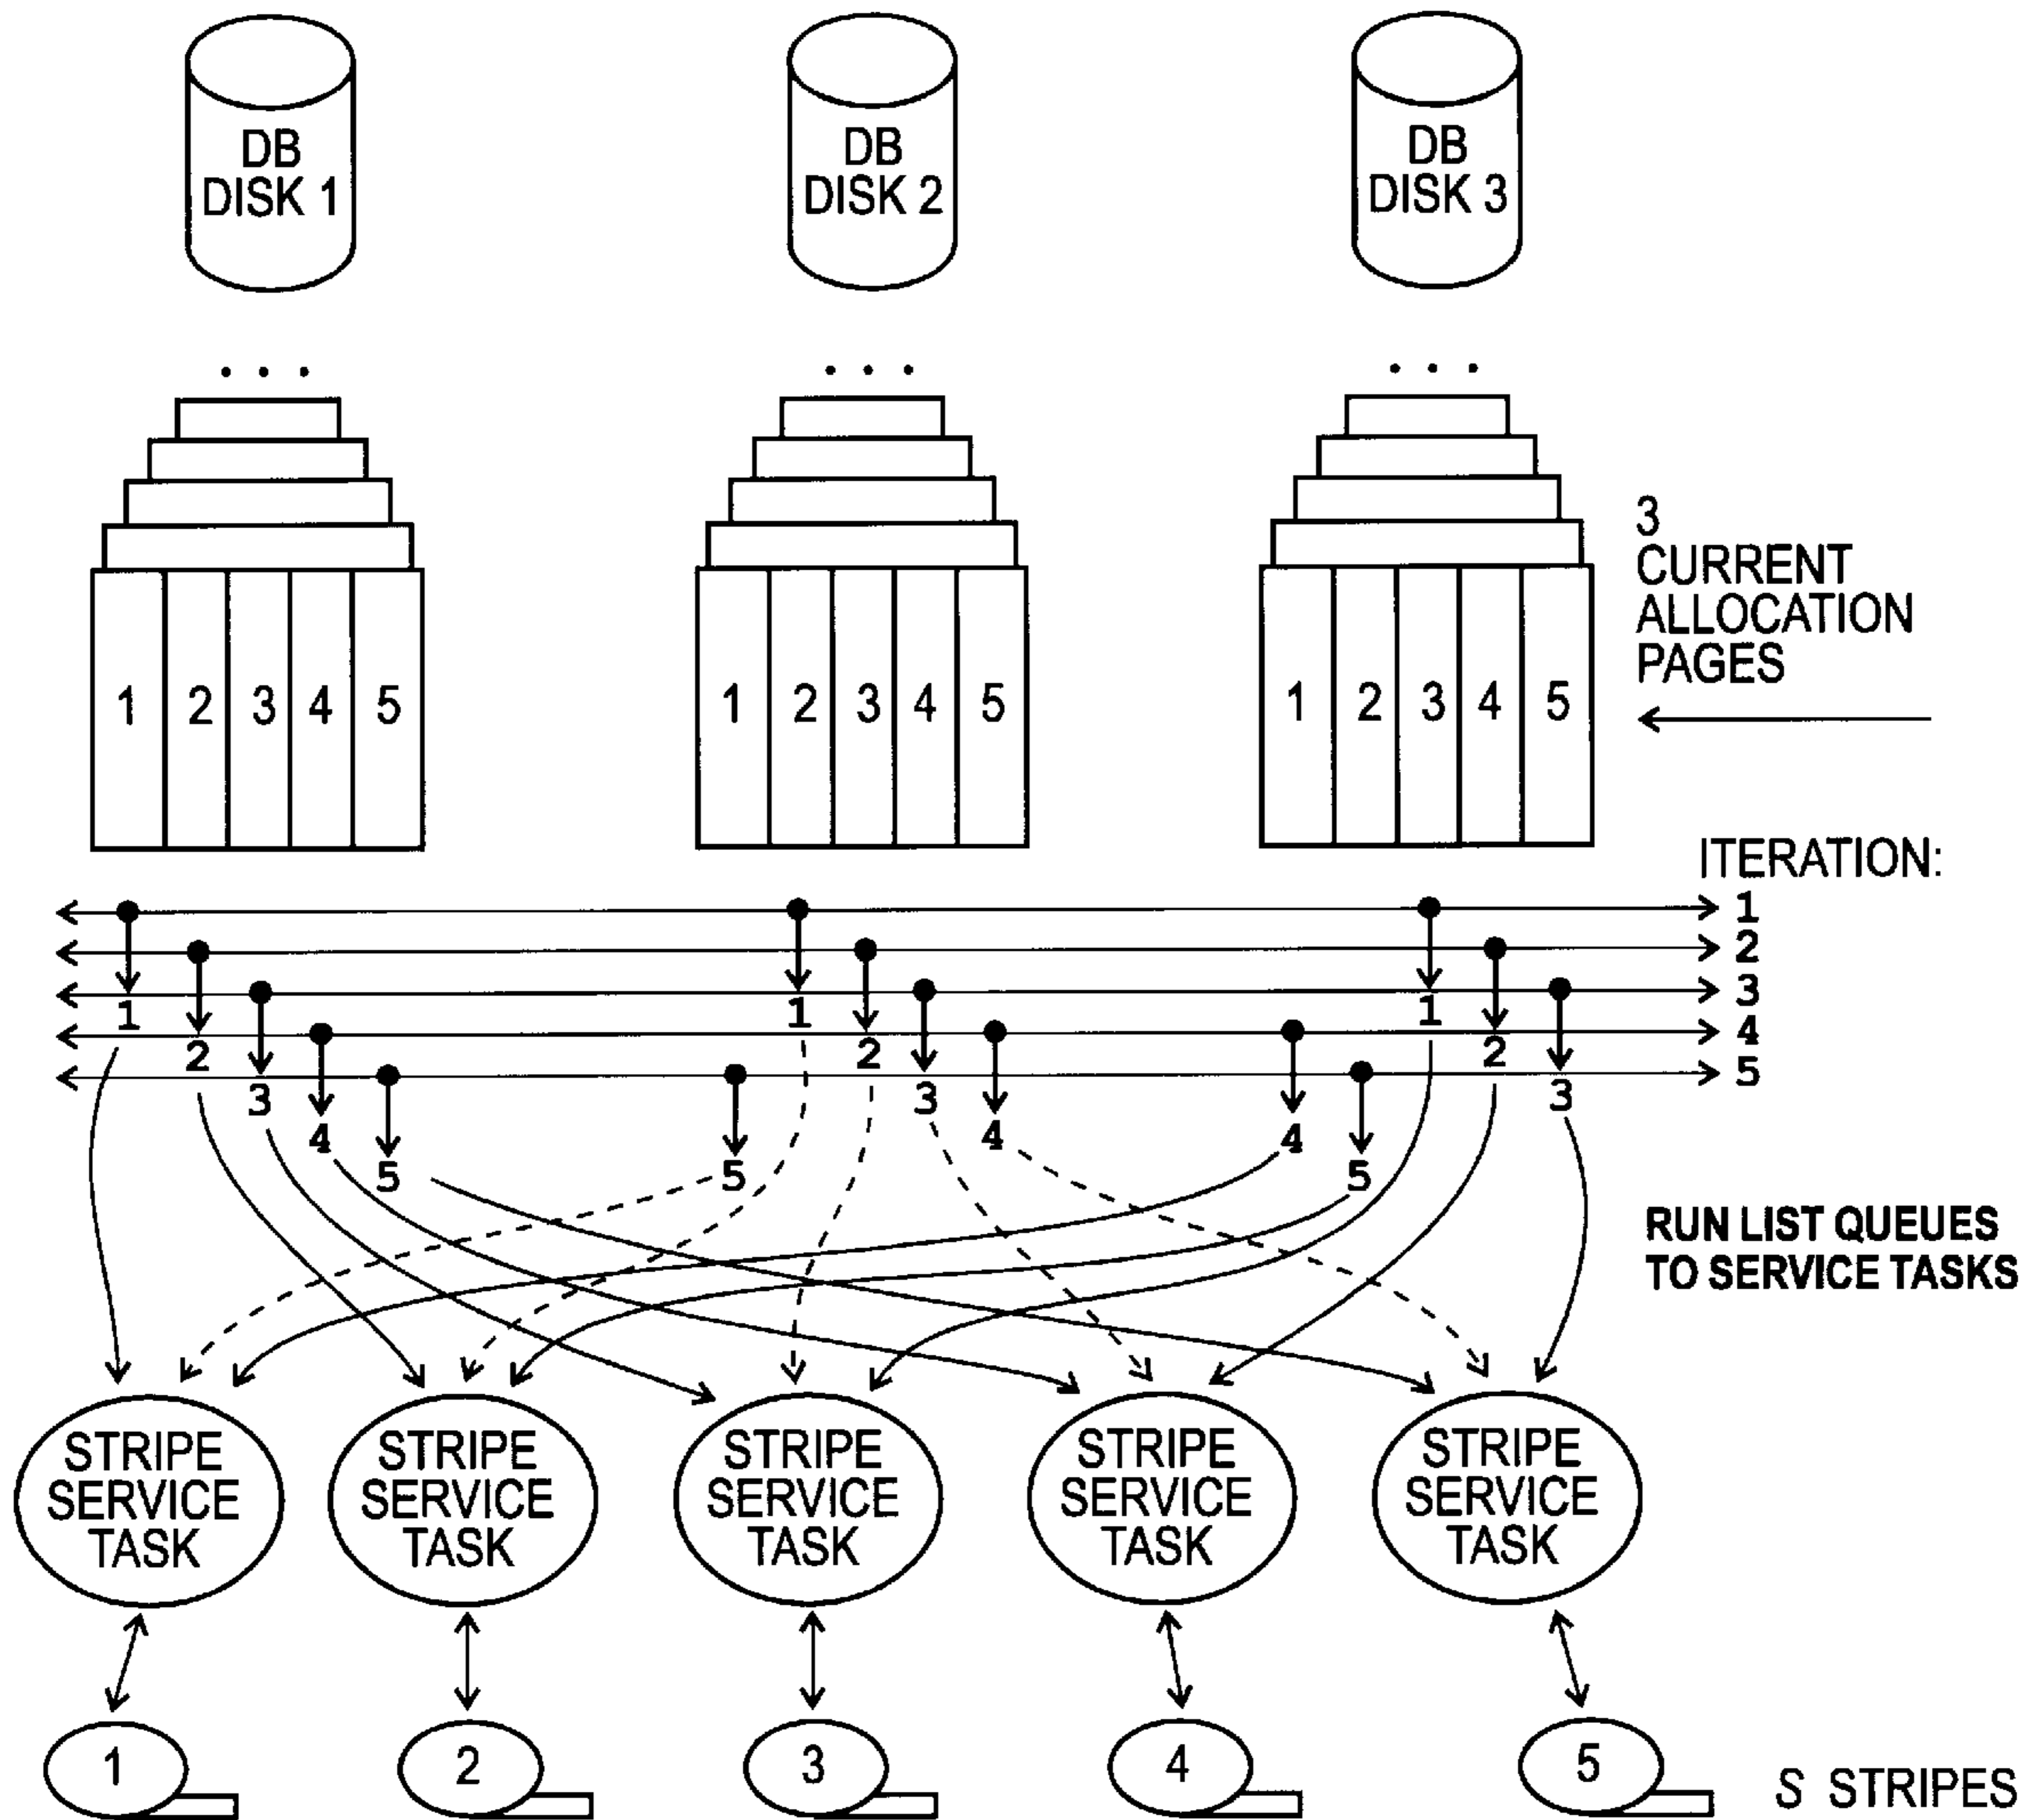 DB
DISK 1
DB
DISK 2
DB
DISK 3
. . .
. . .
. . .
3
CURRENT
ALLOCATION
PAGES
1 2 3 4 5
1 2 3 4 5
1 2 3 4 5
ITERATION:
1
2
3
4
5
1
2
3
4
5
1
2
3
4
5
1
2
3
4
5
RUN LIST QUEUES
TO SERVICE TASKS
STRIPE
SERVICE
TASK
STRIPE
SERVICE
TASK
STRIPE
SERVICE
TASK
STRIPE
SERVICE
TASK
STRIPE
SERVICE
TASK
1
2
3
4
5
S STRIPES